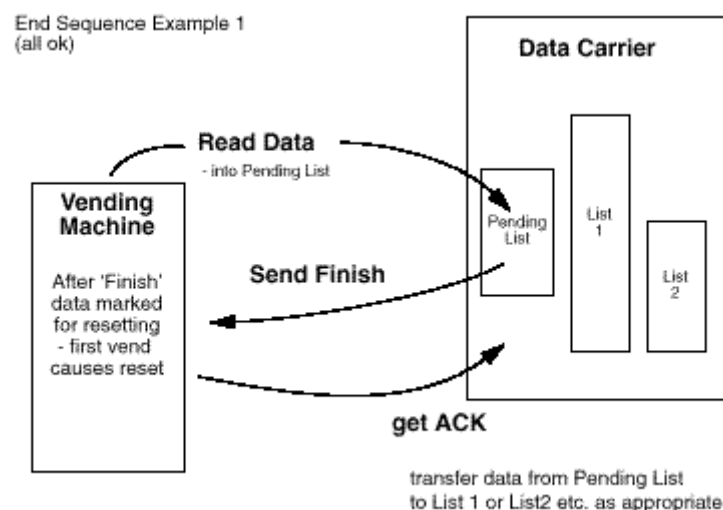 End Sequence Example 1
(all ok)
Data Carrier
Read Data
- into Pending List
Vending
Machine
Pending
List
List
1
After 'Finish'
data marked
for resetting
- first vend
causes reset
Send Finish
List
2
get ACK
transfer data from Pending List
to List 1 or List2 etc. as appropriate